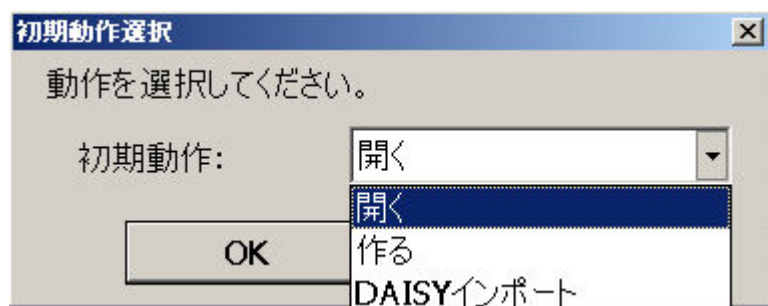 初期動作選択
動作を選択してください。
初期動作:
開く
開く
OK
作る
DAISYインポート